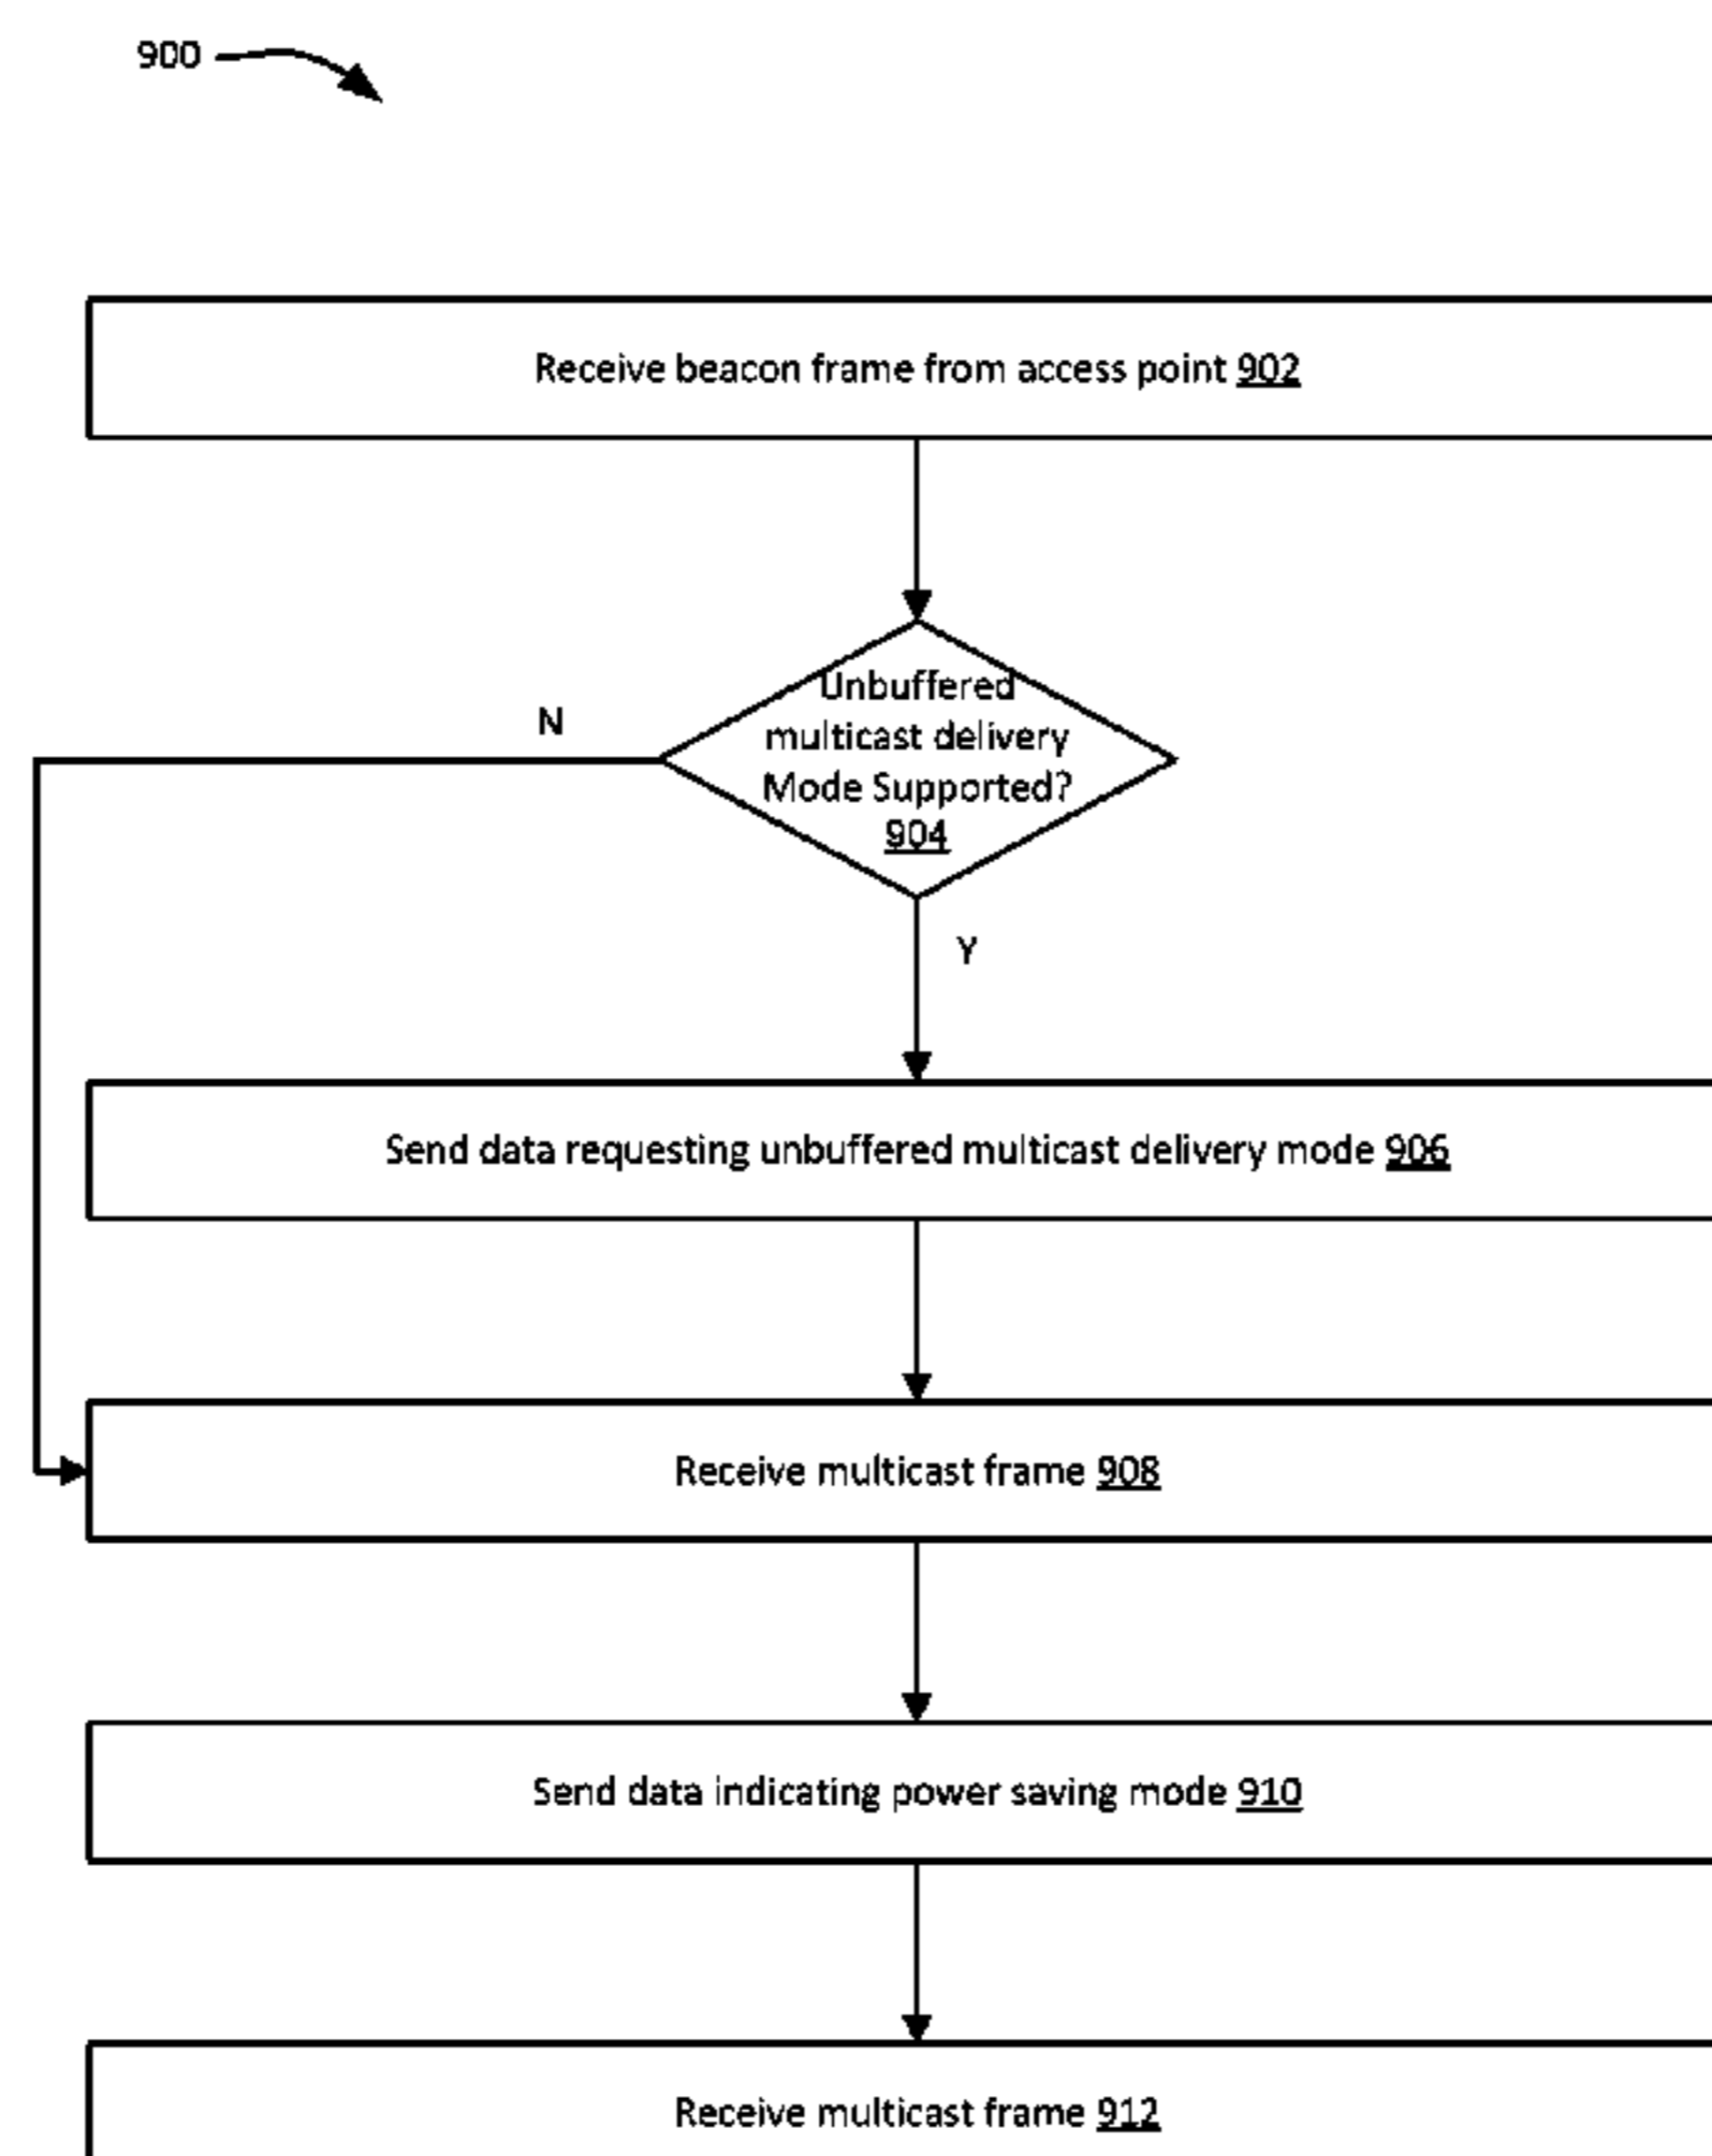 900
Receive beacon frame from access point 902
Unbuffered
multicast delivery
Mode Supported?
904
N
Y
Send data requesting unbuffered multicast delivery mode 906
Receive multicast frame 908
Send data indicating power saving mode 910
Receive multicast frame 912